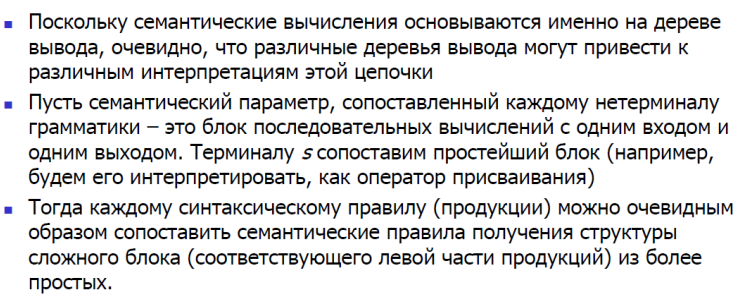 Поскольку семантические вычисления основываются именно на дереве
вывода, очевидно, что различные деревья вывода могут привести к
различным интерпретациям этой цепочки
Пусть семантический параметр, сопоставленный каждому нетерминалу
грамматики – это блок последовательных вычислений с одним входом и
одним выходом. Терминалу s сопоставим простейший блок (например,
будем его интерпретировать, как оператор присваивания)
Тогда каждому синтаксическому правилу (продукции) можно очевидным
образом сопоставить семантические правила получения структуры
сложного блока (соответствующего левой части продукций) из более
простых.